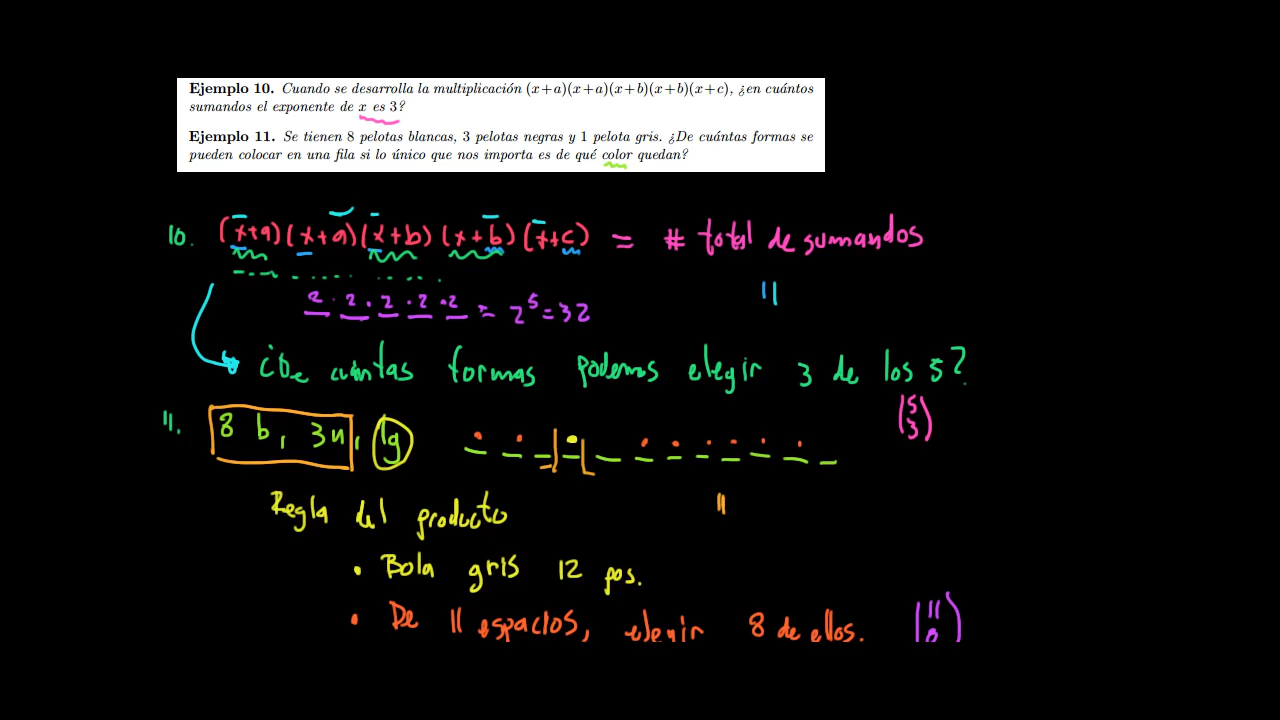 Ejemplo 10. Cuando se desarrolla la multiplicación (x+a)(x+a)(x+b)(x+b)(x+c), ¿en cuántos
sumandos el exponente de x es 3?
Ejemplo 11. Se tienen 8 pelotas blancas, 3 pelotas negras y 1 pelota gris. ¿De cuántas formas se
pueden colocar en una fila si lo único que nos importa es de qué color quedan?
10. (x+a)(x+a)(x+b)(x+b)(x+c) = # total de sumandos
2·2·2·2·2 = 2^5 = 32
¿De cuántas formas podemos elegir 3 de los 5?
(5 3)
11. 8 b, 3n, 1g
Regla del producto
• Bola gris 12 pos.
• De 11 espacios, elegir 8 de ellos. (11 8)